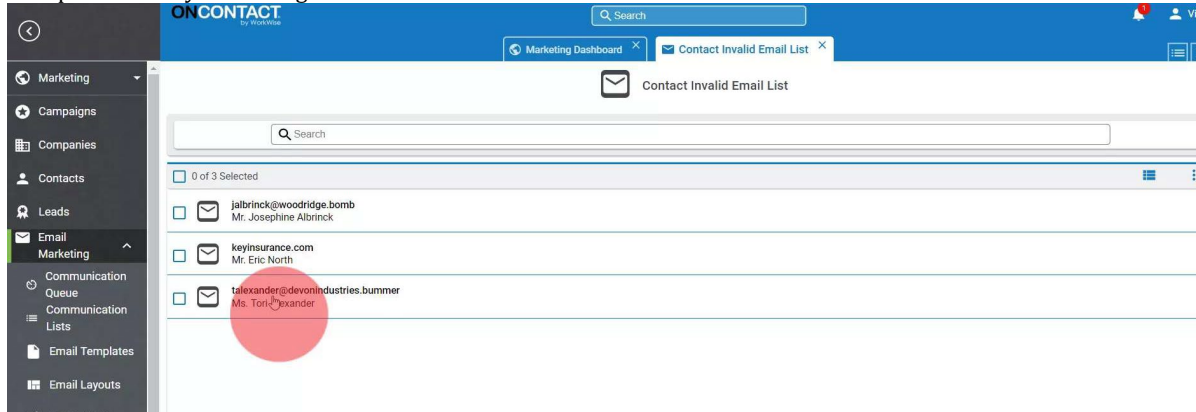 ONCONTACT
by WorkWise
Search
Marketing Dashboard
Contact Invalid Email List
Marketing
Contact Invalid Email List
Campaigns
Search
Companies
Contacts
0 of 3 Selected
Leads
jalbrinck@woodridge.bomb
Mr. Josephine Albrinck
Email
Marketing
keyinsurance.com
Mr. Eric North
Communication
Queue
talexander@devonindustries.bummer
Ms. Tori
Communication
Lists
Email Templates
Email Layouts